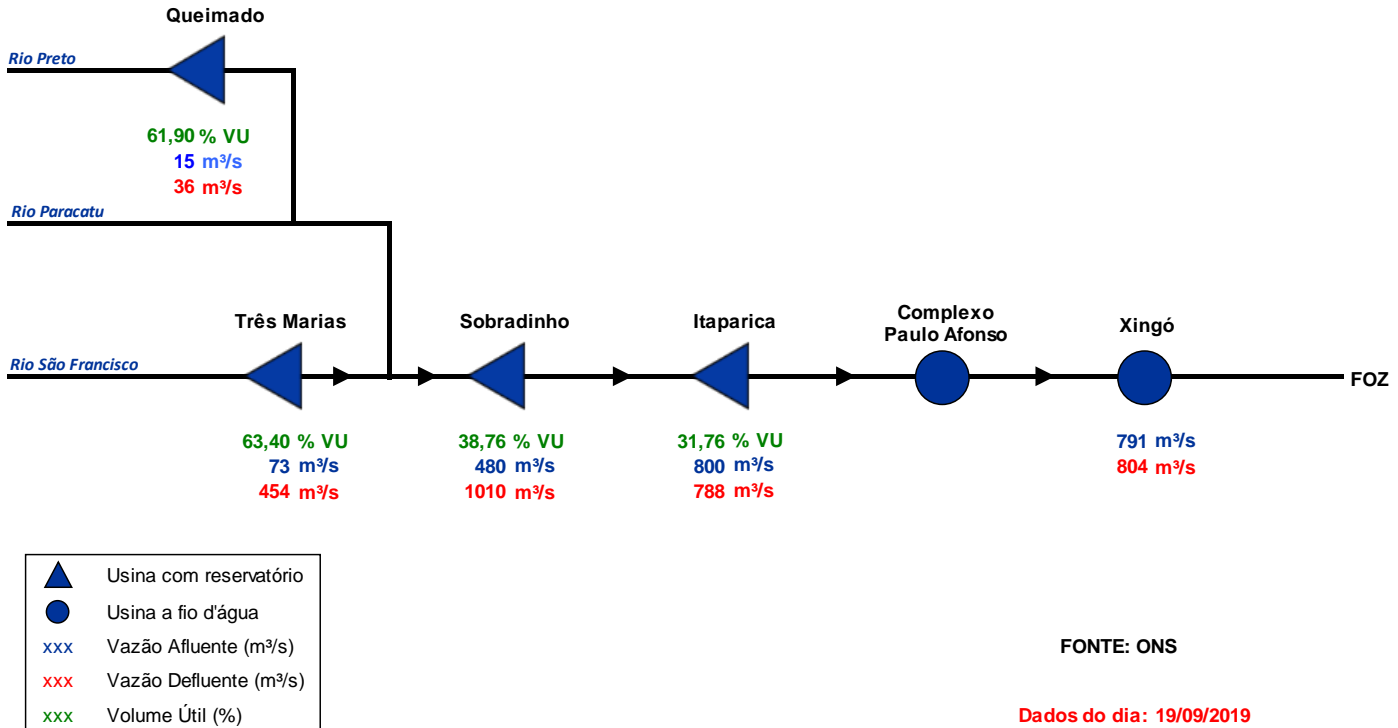 Queimado
Rio Preto
61,90 % VU
15 m³/s
36 m³/s
Rio Paracatu
Três Marias
Sobradinho
Itaparica
Complexo
Paulo Afonso
Xingó
Rio São Francisco
FOZ
63,40 % VU
73 m³/s
454 m³/s
38,76 % VU
480 m³/s
1010 m³/s
31,76 % VU
800 m³/s
788 m³/s
791 m³/s
804 m³/s
Usina com reservatório
Usina a fio d'água
xxx Vazão Afluente (m³/s)
xxx Vazão Defluente (m³/s)
xxx Volume Útil (%)
FONTE: ONS
Dados do dia: 19/09/2019